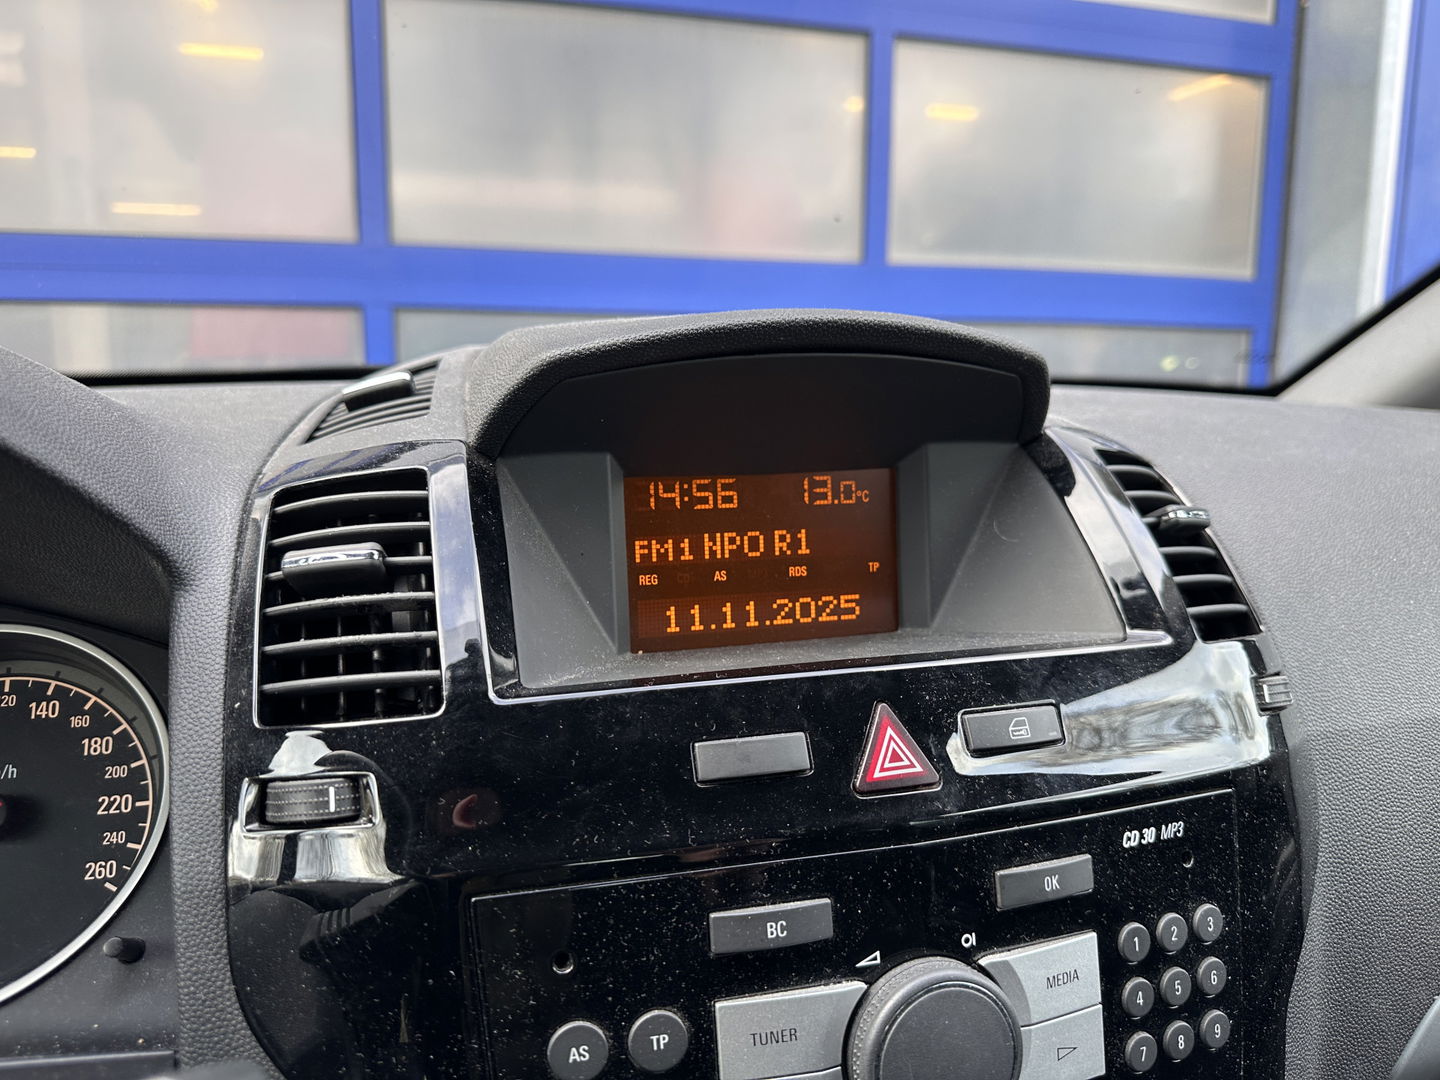 14:56 13.0°C
FM1 NPO R1
REG AS RDS TP
11.11.2025
120 140 160 180 200 220 240 260
/h
CD 30 MP3
OK
BC
1 2 3
4 5 6
7 8 9
MEDIA
TUNER
AS TP